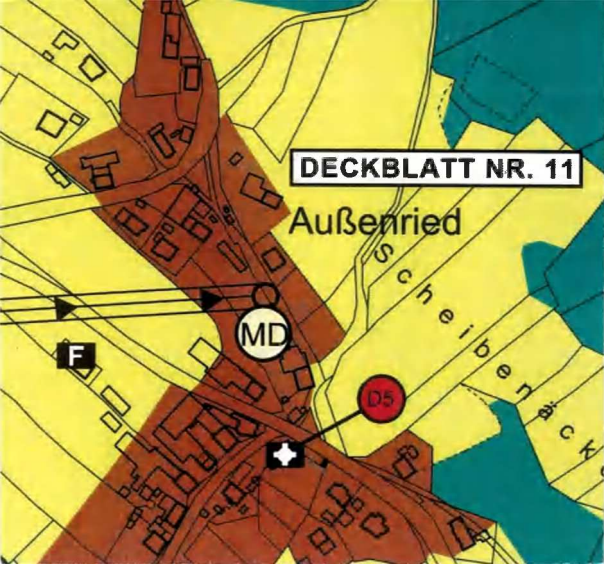 DECKBLATT NR. 11
Außenried
Scheibenäck
MD
F
D5